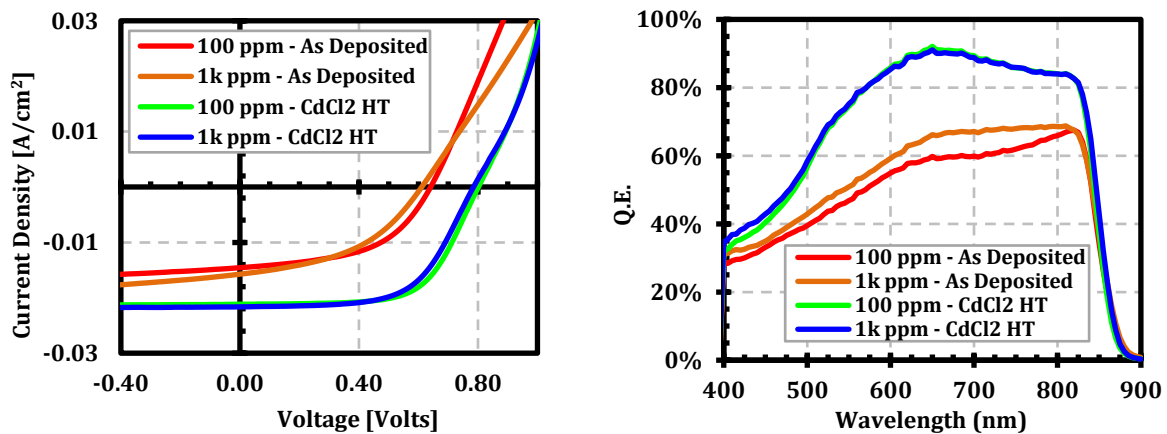 0.03
0.01
-0.01
-0.03
Current Density [A/cm²]
100 ppm - As Deposited
1k ppm - As Deposited
100 ppm - CdCl2 HT
1k ppm - CdCl2 HT
-0.40 0.00 0.40 0.80
Voltage [Volts]
100%
80%
60%
40%
20%
0%
Q.E.
100 ppm - As Deposited
1k ppm - As Deposited
100 ppm - CdCl2 HT
1k ppm - CdCl2 HT
400 500 600 700 800 900
Wavelength (nm)